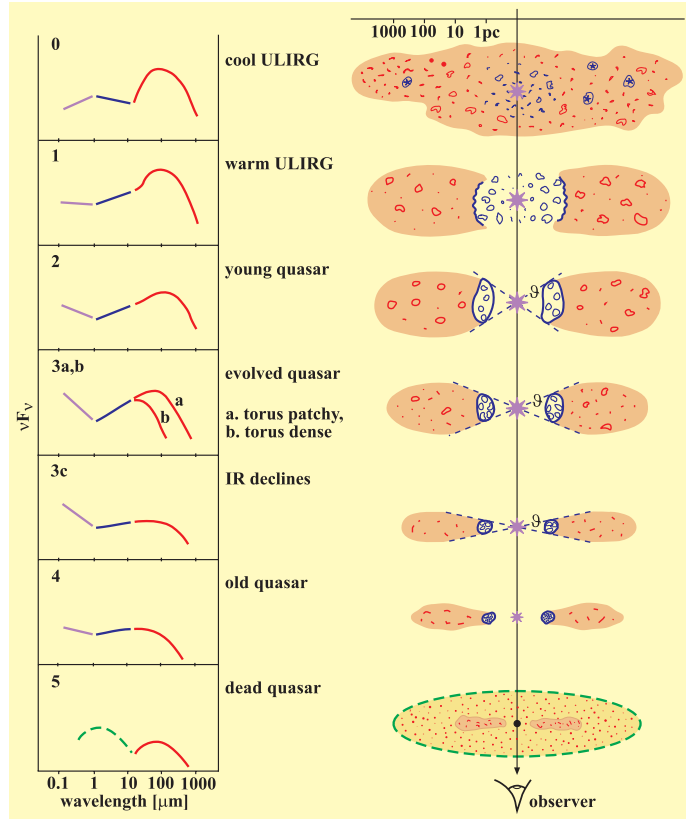 1000 100 10 1pc
0
cool ULIRG
1
warm ULIRG
2
young quasar
ϑ
3a,b
evolved quasar
a
b
a. torus patchy,
b. torus dense
ϑ
3c
IR declines
ϑ
4
old quasar
5
dead quasar
νFν
0.1 1 10 100 1000
wavelength [μm]
observer